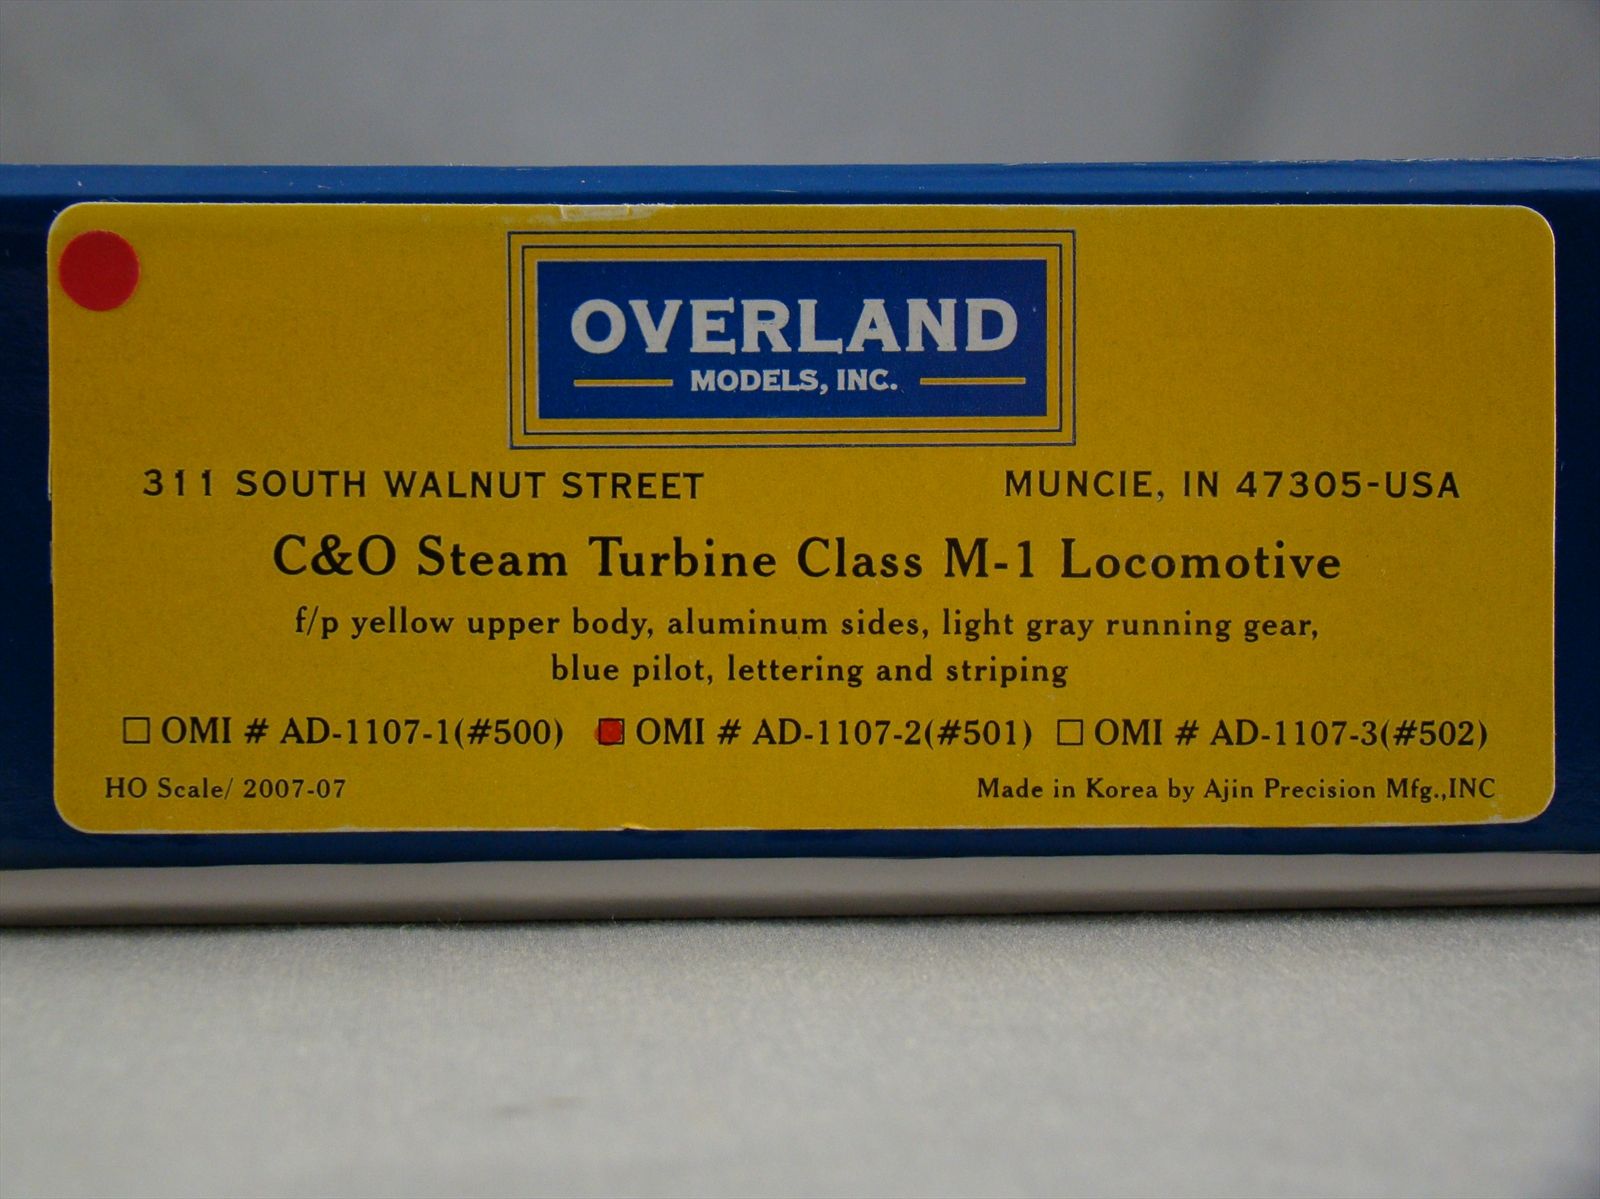 OVERLAND
MODELS, INC.
311 SOUTH WALNUT STREET MUNCIE, IN 47305-USA
C&O Steam Turbine Class M-1 Locomotive
f/p yellow upper body, aluminum sides, light gray running gear,
blue pilot, lettering and striping
OMI # AD-1107-1(#500) OMI # AD-1107-2(#501) OMI # AD-1107-3(#502)
HO Scale/ 2007-07 Made in Korea by Ajin Precision Mfg.,INC